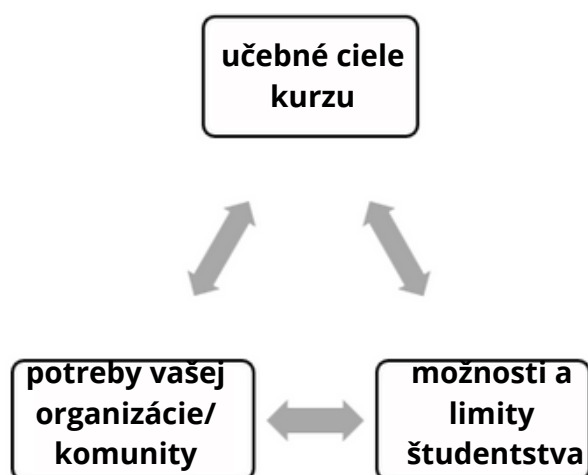 učebné ciele
kurzu
potreby vašej
organizácie/
komunity
možnosti a
limity
študentstva